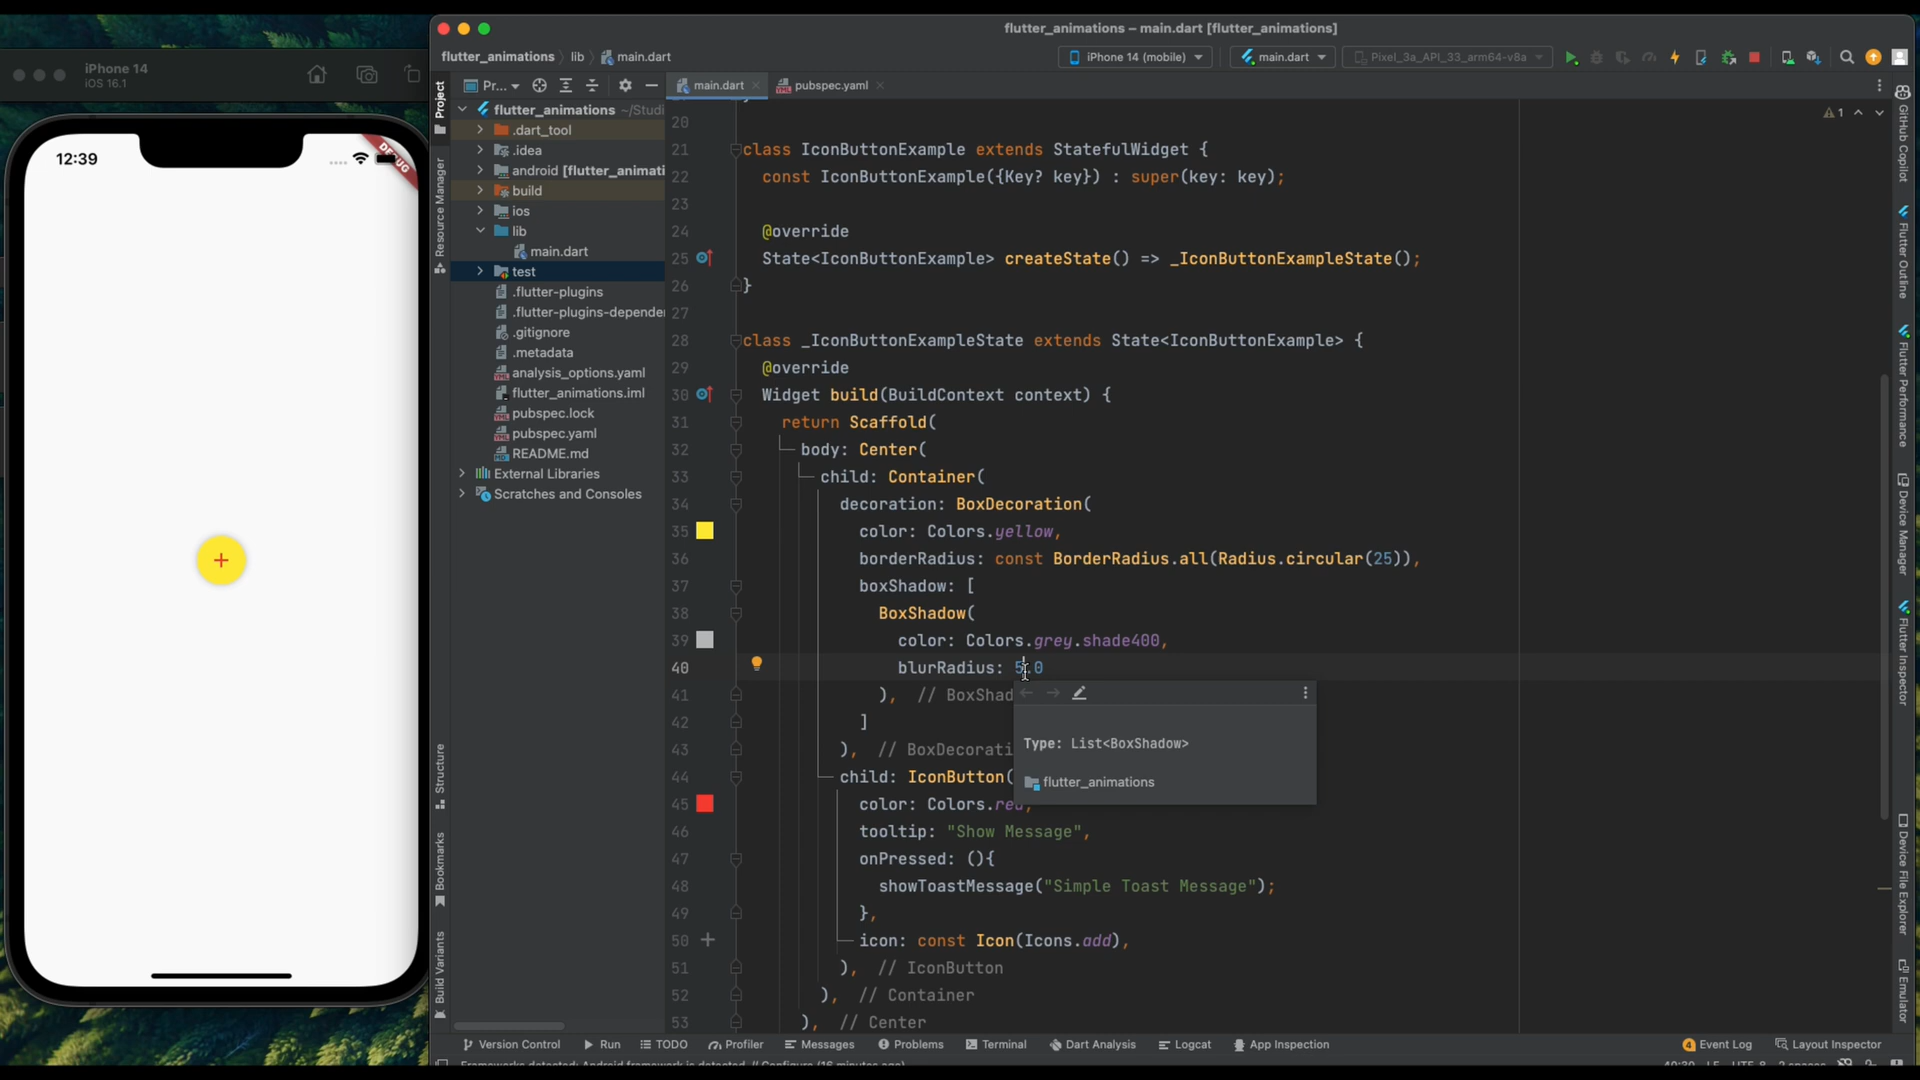 flutter_animations – main.dart [flutter_animations]
iPhone 14
iOS 16.1
12:39
DEBUG
flutter_animations
lib
main.dart
iPhone 14 (mobile)
main.dart
Pixel_3a_API_33_arm64-v8a
Project
Resource Manager
Structure
Bookmarks
Build Variants
Pr...
main.dart
pubspec.yaml
flutter_animations ~/Studi
.dart_tool
.idea
android [flutter_animati
build
ios
lib
main.dart
test
.flutter-plugins
.flutter-plugins-depende
.gitignore
.metadata
analysis_options.yaml
flutter_animations.iml
pubspec.lock
pubspec.yaml
README.md
External Libraries
Scratches and Consoles
1
20
21 class IconButtonExample extends StatefulWidget {
22 const IconButtonExample({Key? key}) : super(key: key);
23
24 @override
25 State<IconButtonExample> createState() => _IconButtonExampleState();
26 }
27
28 class _IconButtonExampleState extends State<IconButtonExample> {
29 @override
30 Widget build(BuildContext context) {
31 return Scaffold(
32 body: Center(
33 child: Container(
34 decoration: BoxDecoration(
35 color: Colors.yellow,
36 borderRadius: const BorderRadius.all(Radius.circular(25)),
37 boxShadow: [
38 BoxShadow(
39 color: Colors.grey.shade400,
40 blurRadius: 5.0
41 ), // BoxShad
42 ]
43 ), // BoxDecorati
44 child: IconButton(
45 color: Colors.red,
46 tooltip: "Show Message",
47 onPressed: (){
48 showToastMessage("Simple Toast Message");
49 },
50 icon: const Icon(Icons.add),
51 ), // IconButton
52 ), // Container
53 ), // Center
Type: List<BoxShadow>
flutter_animations
GitHub Copilot
Flutter Outline
Flutter Performance
Device Manager
Flutter Inspector
Device File Explorer
Emulator
Version Control
Run
TODO
Profiler
Messages
Problems
Terminal
Dart Analysis
Logcat
App Inspection
4 Event Log
Layout Inspector